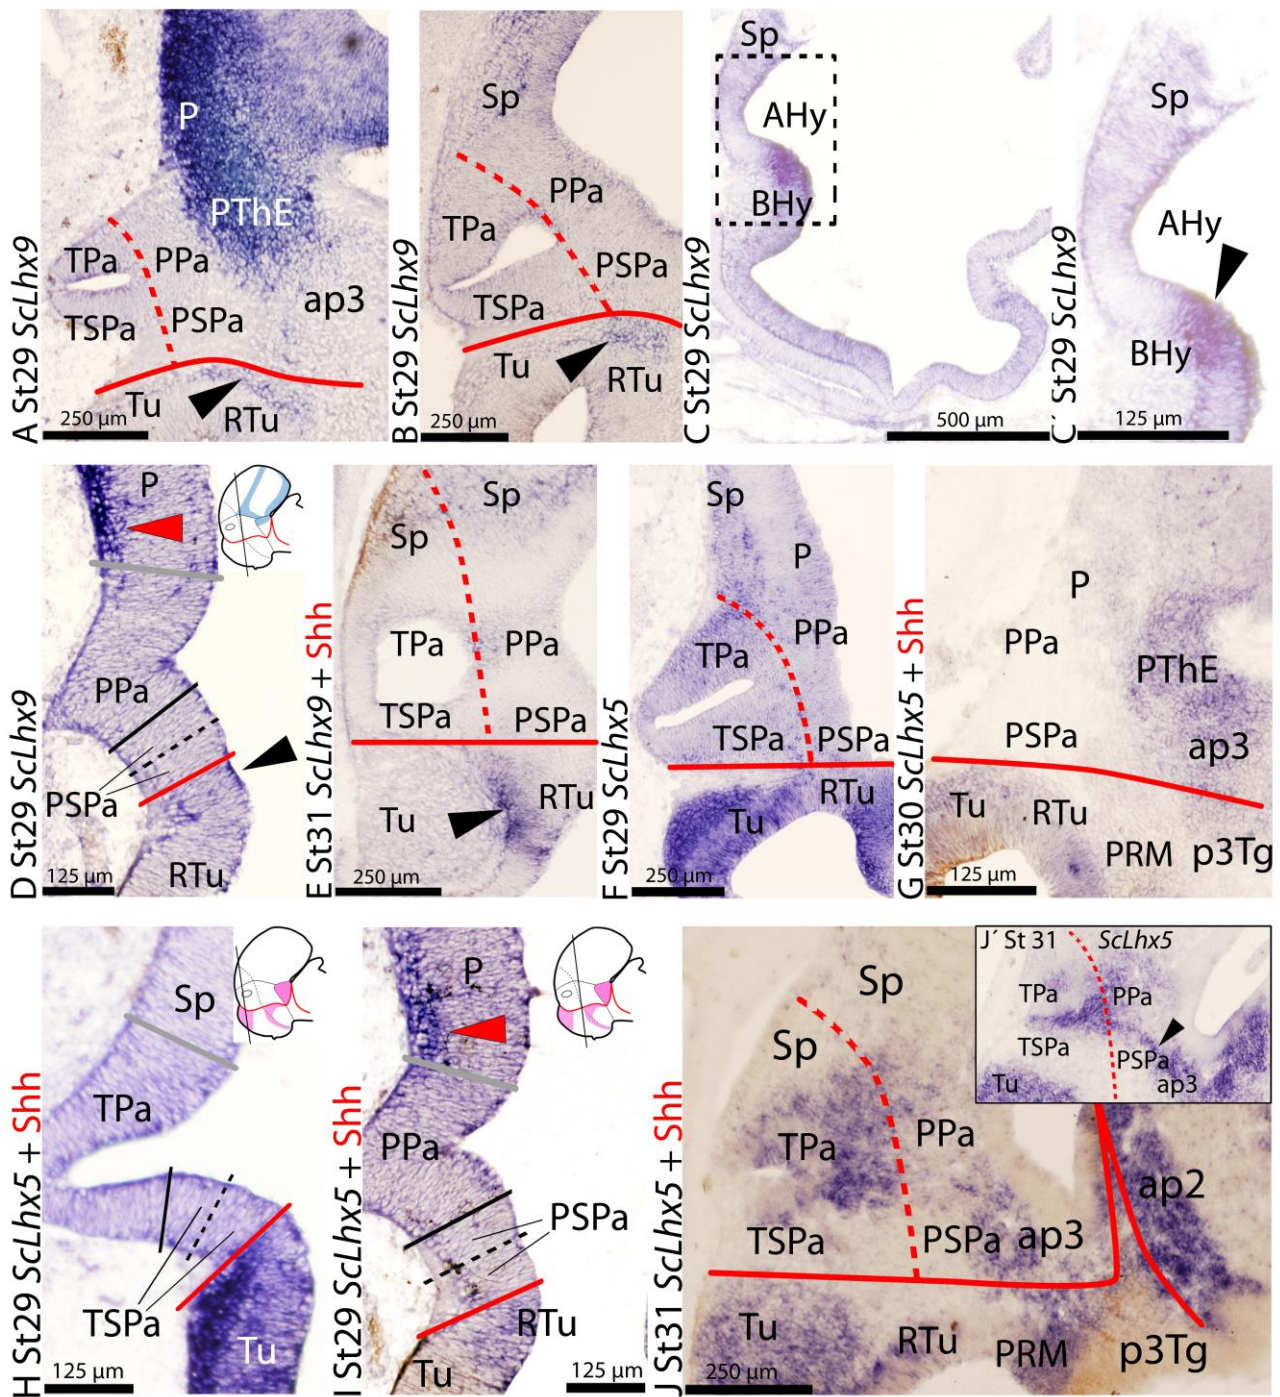 A St29 ScLhx9
P
PThE
TPa
PPa
ap3
TSPa
PSPa
Tu
RTu
250 µm
B St29 ScLhx9
Sp
PPa
TPa
PSPa
TSPa
Tu
RTu
250 µm
C St29 ScLhx9
Sp
AHy
BHy
500 µm
C´ St29 ScLhx9
Sp
AHy
BHy
125 µm
D St29 ScLhx9
P
PPa
PSPa
RTu
125 µm
E St31 ScLhx9 + Shh
Sp
Sp
TPa
PPa
TSPa
PSPa
Tu
RTu
250 µm
F St29 ScLhx5
Sp
P
PPa
TPa
TSPa
PSPa
RTu
Tu
250 µm
G St30 ScLhx5 + Shh
P
PPa
PThE
PSPa
ap3
Tu
RTu
PRM
p3Tg
125 µm
H St29 ScLhx5 + Shh
Sp
TPa
TSPa
Tu
125 µm
I St29 ScLhx5 + Shh
P
PPa
PSPa
RTu
Tu
125 µm
J St31 ScLhx5 + Shh
Sp
Sp
TPa
PPa
ap2
TSPa
PSPa
ap3
Tu
RTu
PRM
p3Tg
250 µm
J´ St 31 ScLhx5
TPa
PPa
TSPa
PSPa
Tu
ap3